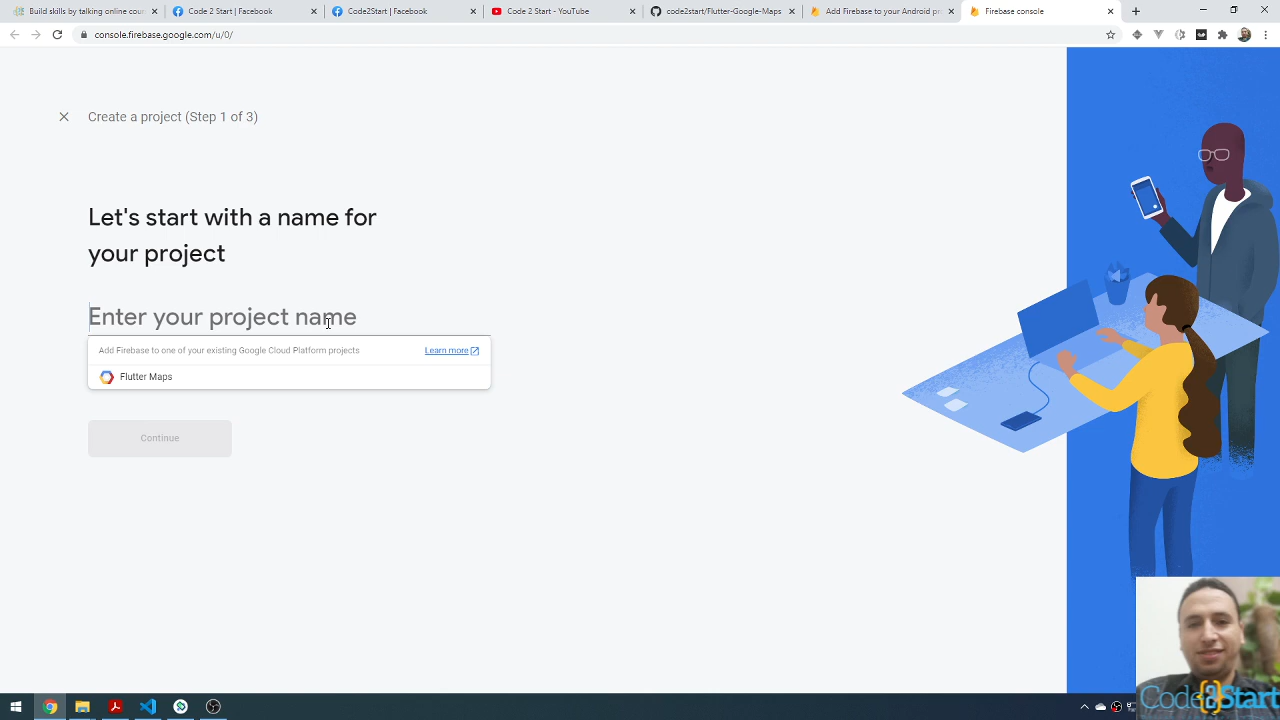 Build skills by taking online cour
Code 2 Start | Facebook
Code2Start | Facebook
Code 2 Start - YouTube
code2start/Flutter-Google-Maps
Add Firebase to your Android pr
Firebase console
console.firebase.google.com/u/0/
Create a project (Step 1 of 3)
Let's start with a name for
your project
Enter your project name
Add Firebase to one of your existing Google Cloud Platform projects
Learn more
Flutter Maps
Continue
Code2Start